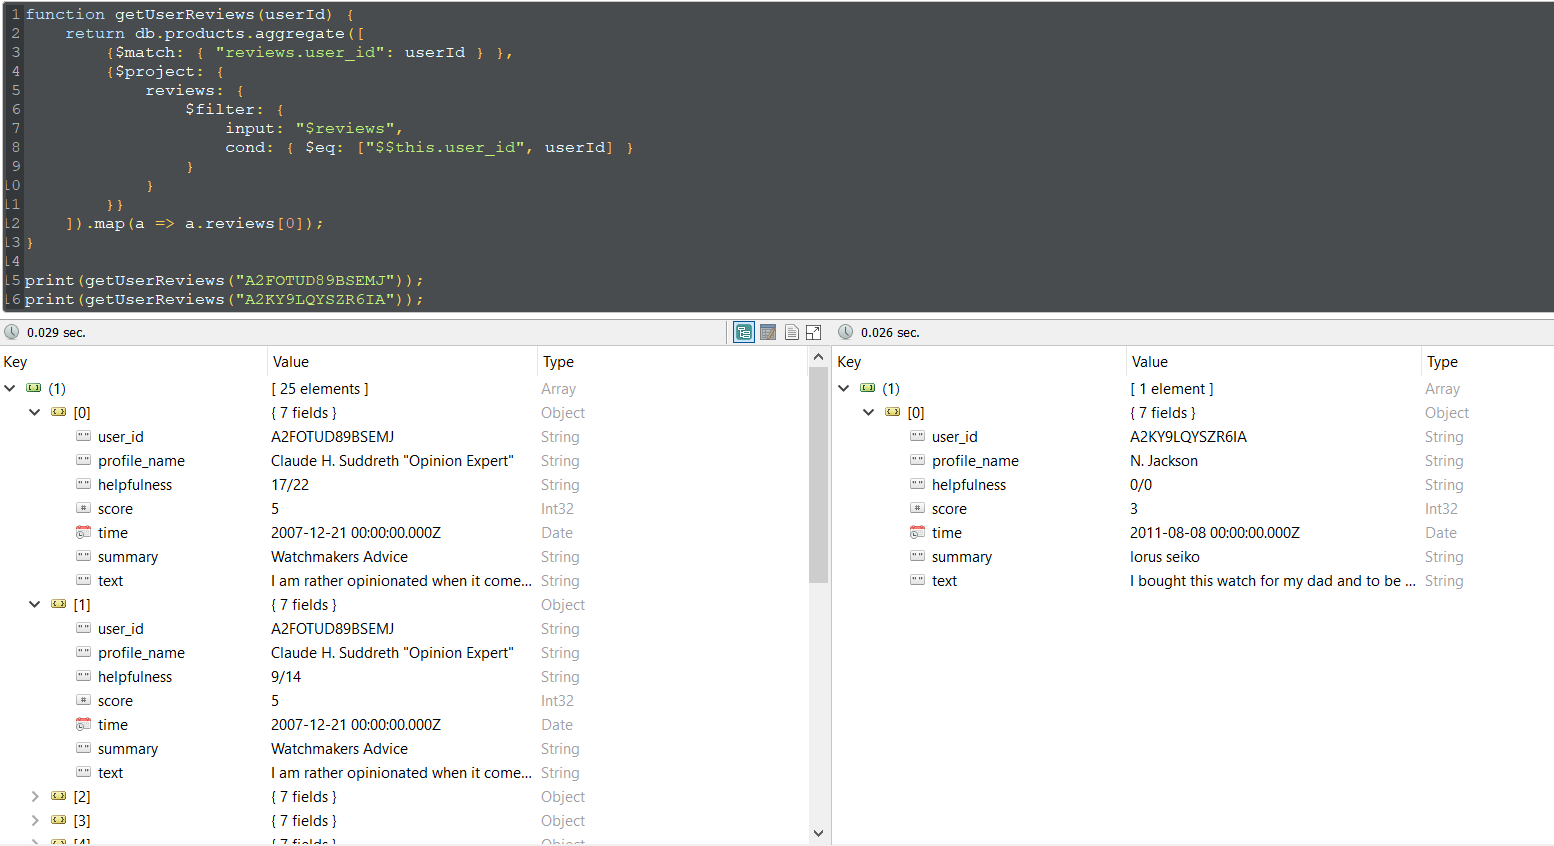 1 function getUserReviews(userId) {
2     return db.products.aggregate([
3         {$match: { "reviews.user_id": userId } },
4         {$project: {
5             reviews: {
6                 $filter: {
7                     input: "$reviews",
8                     cond: { $eq: ["$$this.user_id", userId] }
9                 }
10             }
11         }}
12     ]).map(a => a.reviews[0]);
13 }
14
15 print(getUserReviews("A2FOTUD89BSEMJ"));
16 print(getUserReviews("A2KY9LQYSZR6IA"));
0.029 sec.
Key Value Type
(1) [ 25 elements ] Array
[0] { 7 fields } Object
user_id A2FOTUD89BSEMJ String
profile_name Claude H. Suddreth "Opinion Expert" String
helpfulness 17/22 String
score 5 Int32
time 2007-12-21 00:00:00.000Z Date
summary Watchmakers Advice String
text I am rather opinionated when it come... String
[1] { 7 fields } Object
user_id A2FOTUD89BSEMJ String
profile_name Claude H. Suddreth "Opinion Expert" String
helpfulness 9/14 String
score 5 Int32
time 2007-12-21 00:00:00.000Z Date
summary Watchmakers Advice String
text I am rather opinionated when it come... String
[2] { 7 fields } Object
[3] { 7 fields } Object
[4] { 7 fields } Object
0.026 sec.
Key Value Type
(1) [ 1 element ] Array
[0] { 7 fields } Object
user_id A2KY9LQYSZR6IA String
profile_name N. Jackson String
helpfulness 0/0 String
score 3 Int32
time 2011-08-08 00:00:00.000Z Date
summary lorus seiko String
text I bought this watch for my dad and to be ... String